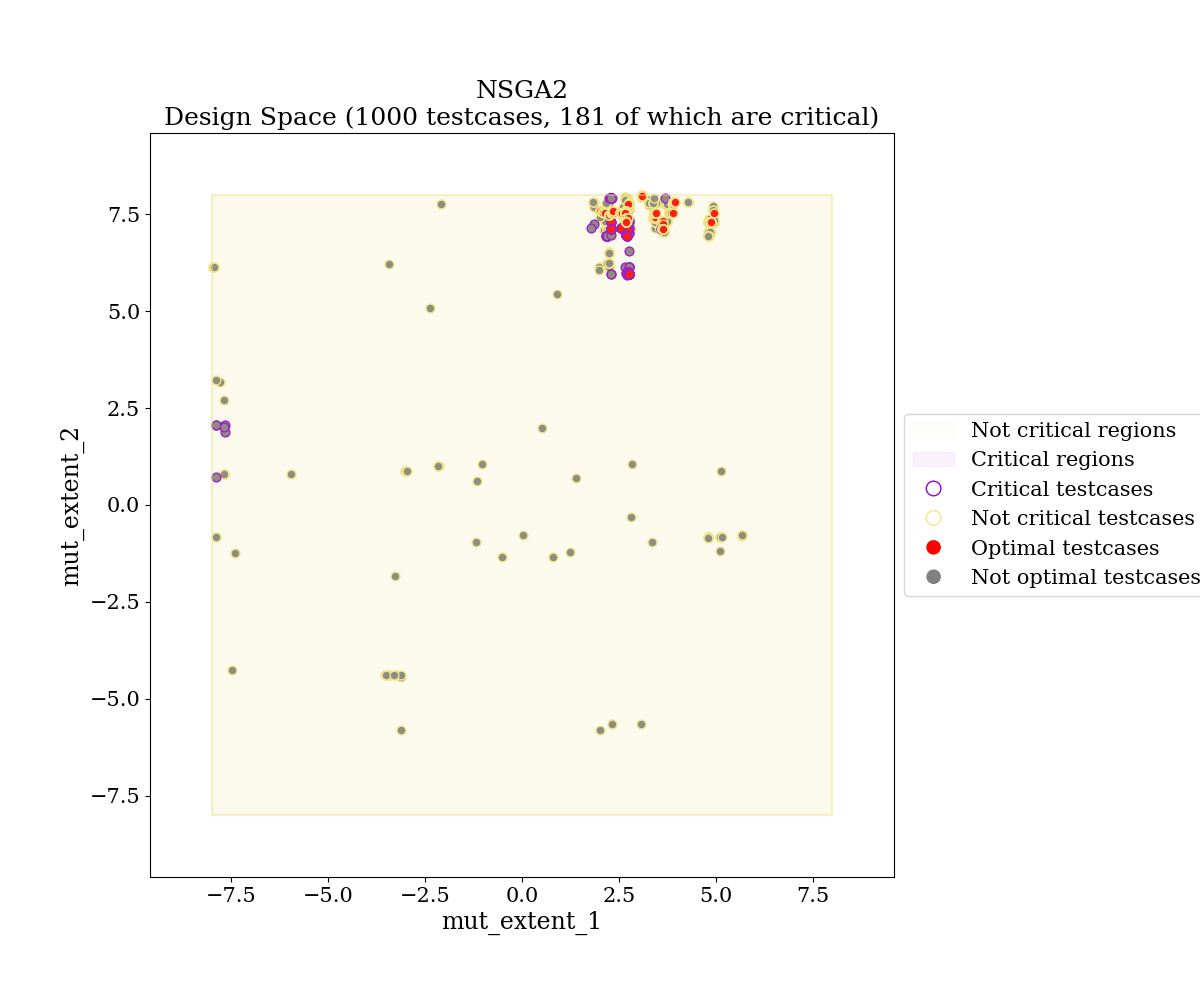 NSGA2
Design Space (1000 testcases, 181 of which are critical)
7.5
5.0
2.5
0.0
−2.5
−5.0
−7.5
mut_extent_2
−7.5 −5.0 −2.5 0.0 2.5 5.0 7.5
mut_extent_1
Not critical regions
Critical regions
Critical testcases
Not critical testcases
Optimal testcases
Not optimal testcases